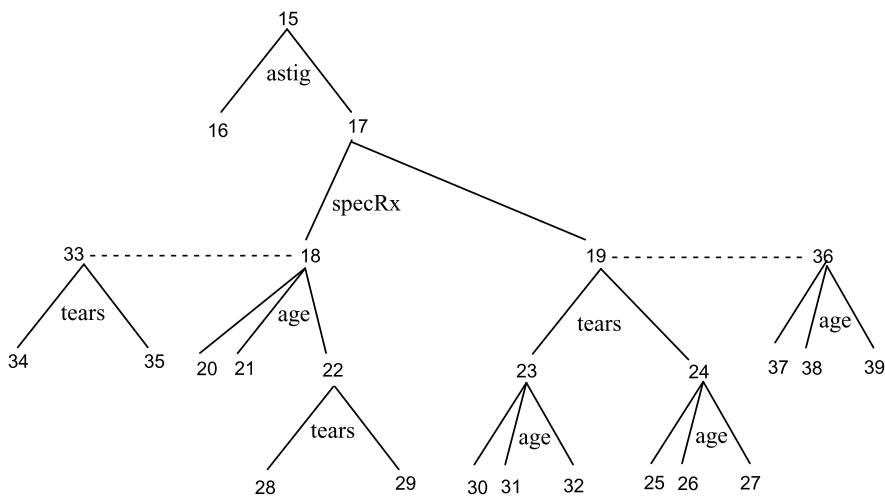 15
astig
16 17
specRx
33 18 19 36
tears age tears age
34 35 20 21 22 23 24 37 38 39
tears age age
28 29 30 31 32 25 26 27